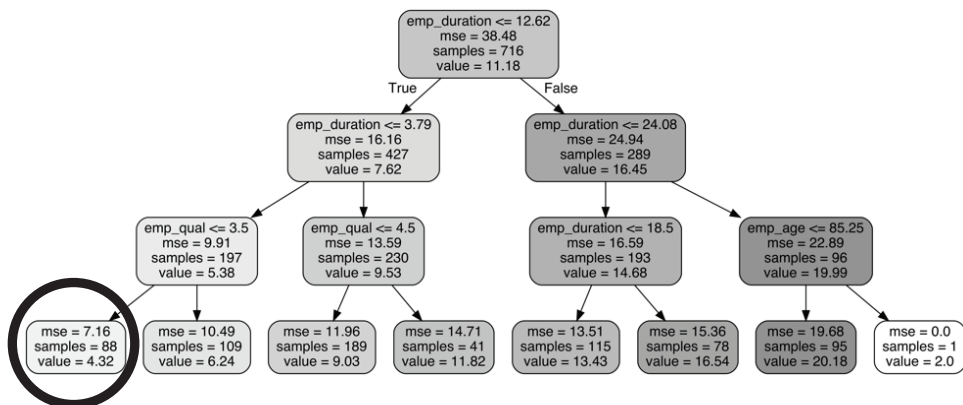 emp_duration <= 12.62
mse = 38.48
samples = 716
value = 11.18
True
False
emp_duration <= 3.79
mse = 16.16
samples = 427
value = 7.62
emp_duration <= 24.08
mse = 24.94
samples = 289
value = 16.45
emp_qual <= 3.5
mse = 9.91
samples = 197
value = 5.38
emp_qual <= 4.5
mse = 13.59
samples = 230
value = 9.53
emp_duration <= 18.5
mse = 16.59
samples = 193
value = 14.68
emp_age <= 85.25
mse = 22.89
samples = 96
value = 19.99
mse = 7.16
samples = 88
value = 4.32
mse = 10.49
samples = 109
value = 6.24
mse = 11.96
samples = 189
value = 9.03
mse = 14.71
samples = 41
value = 11.82
mse = 13.51
samples = 115
value = 13.43
mse = 15.36
samples = 78
value = 16.54
mse = 19.68
samples = 95
value = 20.18
mse = 0.0
samples = 1
value = 2.0